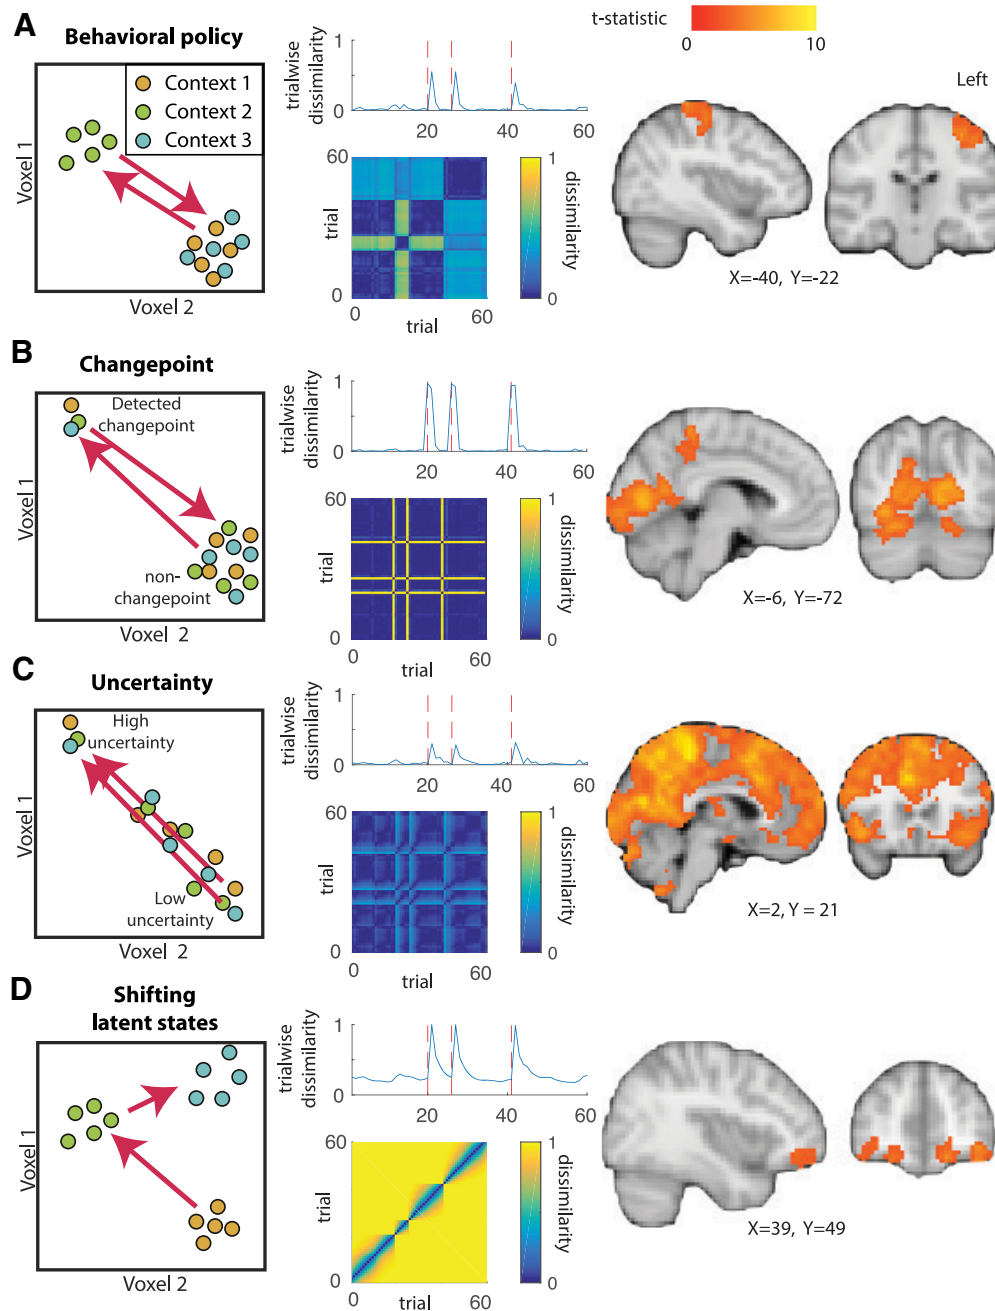 A
Behavioral policy
Context 1
Context 2
Context 3
Voxel 1
Voxel 2
trialwise
dissimilarity
1
0
20
40
60
60
trial
0
0
60
trial
1
dissimilarity
0
t-statistic
0
10
Left
X=-40, Y=-22
B
Changepoint
Detected
changepoint
non-
changepoint
Voxel 1
Voxel 2
trialwise
dissimilarity
1
0
20
40
60
60
trial
0
0
60
trial
1
dissimilarity
0
X=-6, Y=-72
C
Uncertainty
High
uncertainty
Low
uncertainty
Voxel 1
Voxel 2
trialwise
dissimilarity
1
0
20
40
60
60
trial
0
0
60
trial
1
dissimilarity
0
X=2, Y = 21
D
Shifting
latent states
Voxel 1
Voxel 2
trialwise
dissimilarity
1
0
20
40
60
60
trial
0
0
60
trial
1
dissimilarity
0
X=39, Y=49